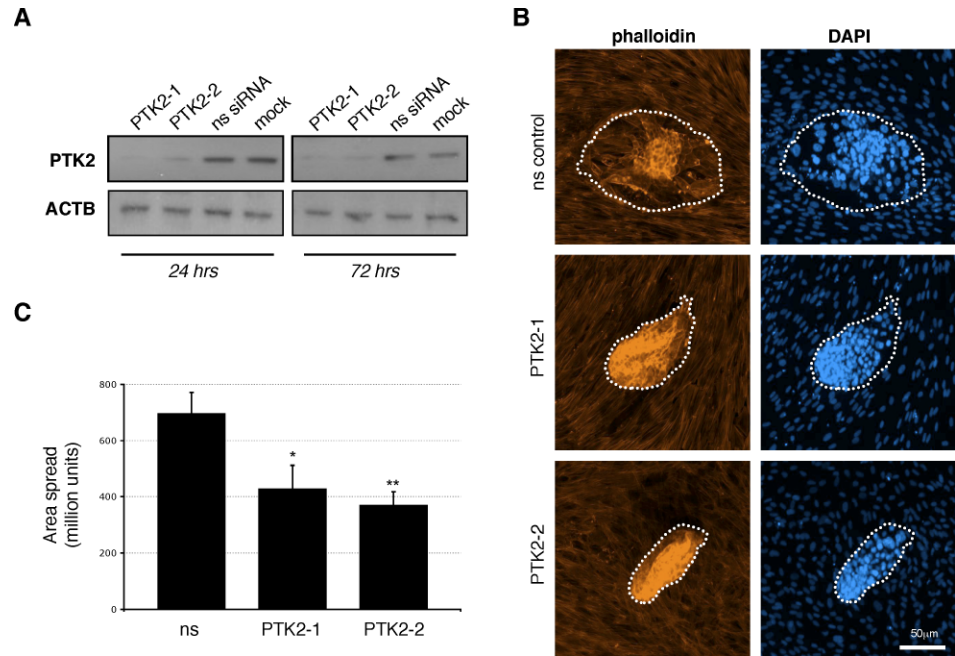 A
PTK2-1 PTK2-2 ns siRNA mock PTK2-1 PTK2-2 ns siRNA mock
PTK2
ACTB
24 hrs 72 hrs
B
phalloidin DAPI
ns control
PTK2-1
PTK2-2
50µm
C
Area spread
(million units)
800
600
400
200
0
*
**
ns PTK2-1 PTK2-2